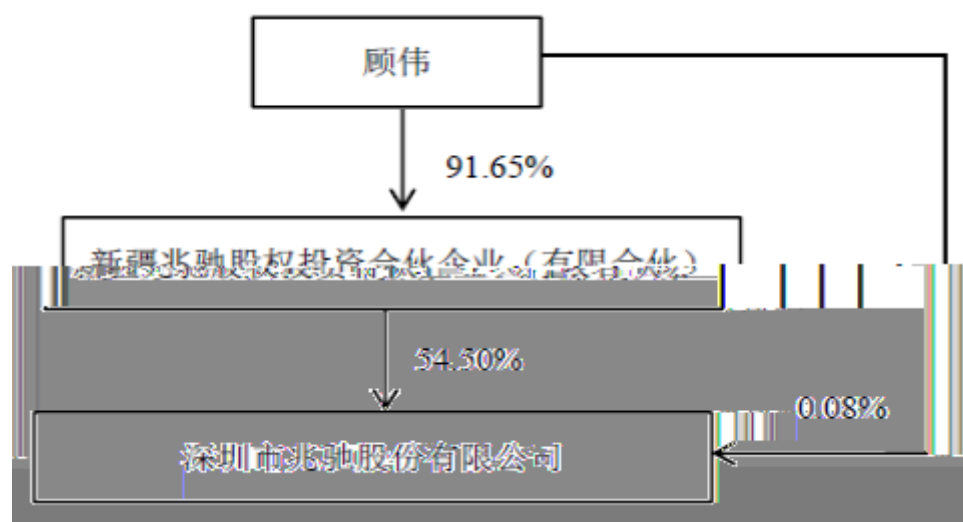 顾伟
91.65%
新疆兆驰股权投资合伙企业（有限合伙）
54.50%
0.08%
深圳市兆驰股份有限公司